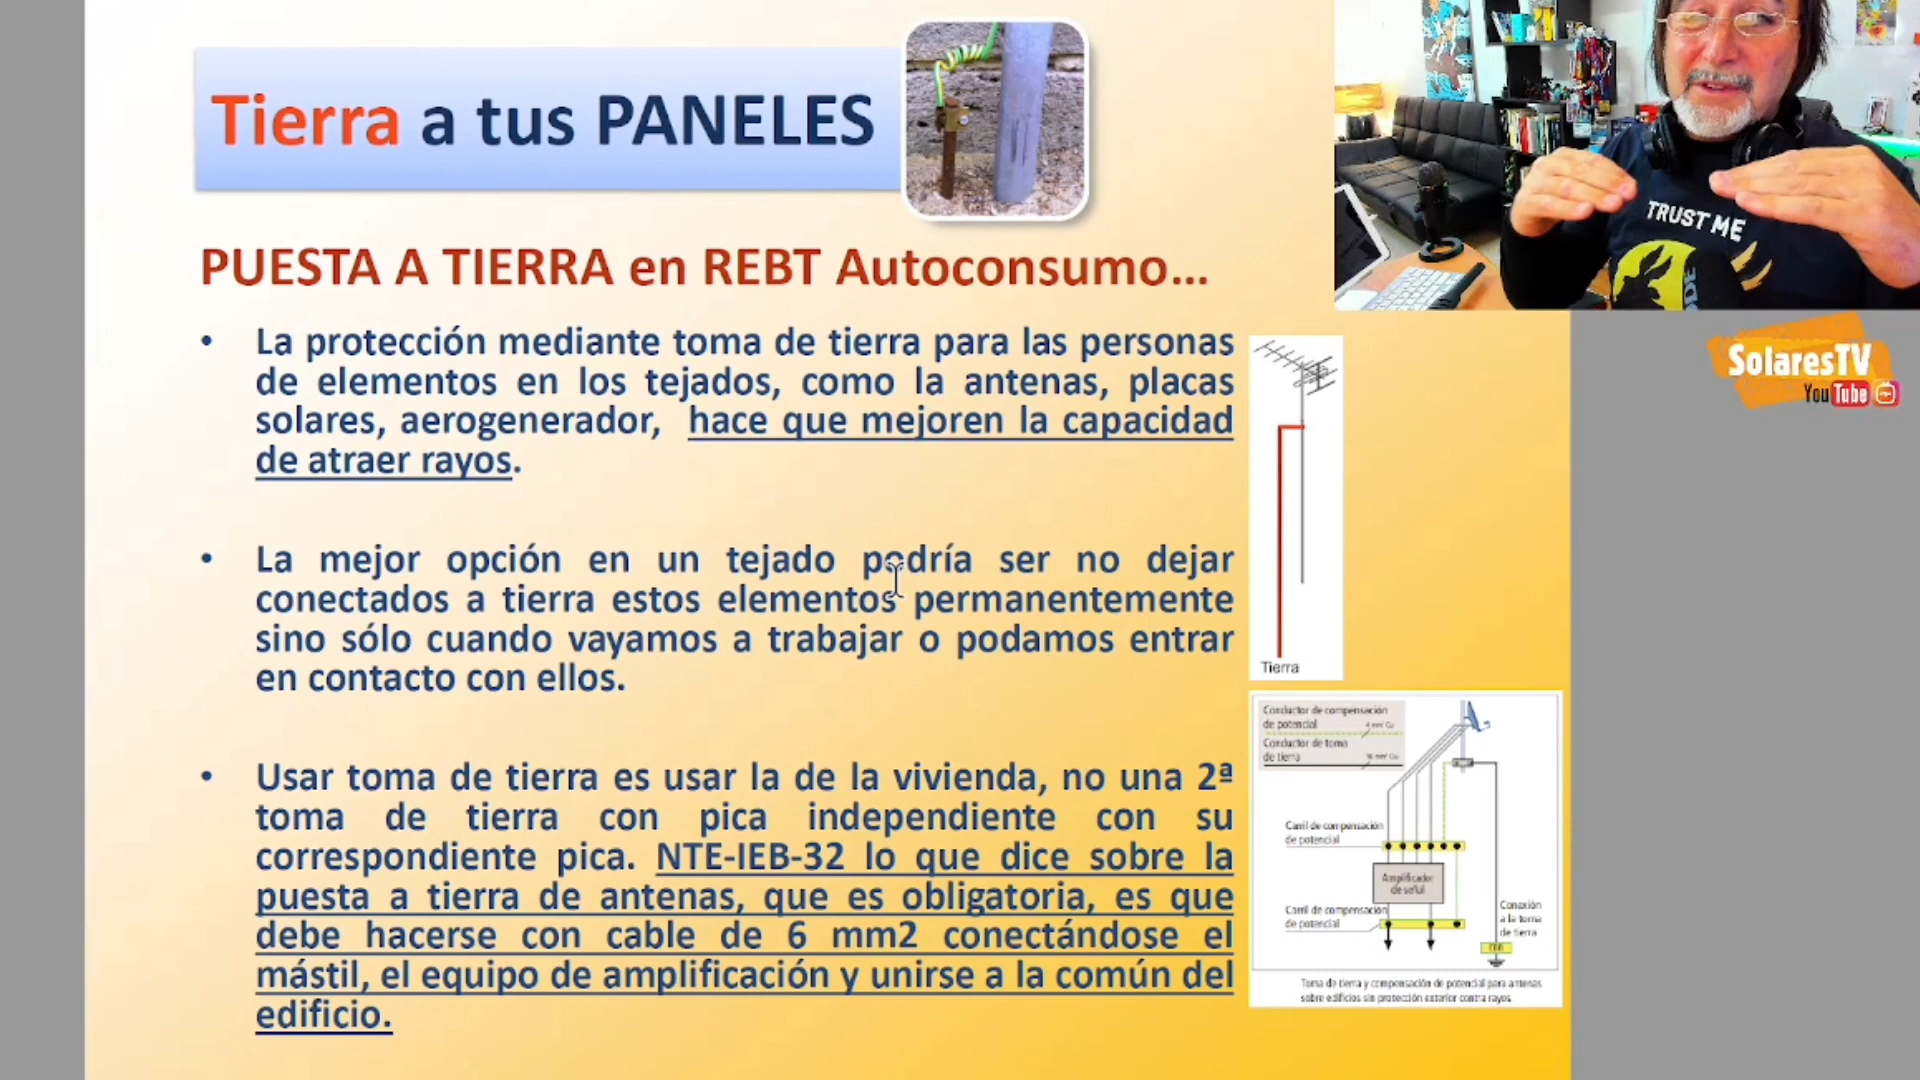 Tierra a tus PANELES
PUESTA A TIERRA en REBT Autoconsumo...
• La protección mediante toma de tierra para las personas
de elementos en los tejados, como la antenas, placas
solares, aerogenerador, hace que mejoren la capacidad
de atraer rayos.
• La mejor opción en un tejado podría ser no dejar
conectados a tierra estos elementos permanentemente
sino sólo cuando vayamos a trabajar o podamos entrar
en contacto con ellos.
• Usar toma de tierra es usar la de la vivienda, no una 2ª
toma de tierra con pica independiente con su
correspondiente pica. NTE-IEB-32 lo que dice sobre la
puesta a tierra de antenas, que es obligatoria, es que
debe hacerse con cable de 6 mm2 conectándose el
mástil, el equipo de amplificación y unirse a la común del
edificio.
TRUST ME
SolaresTV
YouTube
Tierra
Conductor de compensación
de potencial 4 mm² Cu
Conductor de toma
de tierra
Carril de compensación
de potencial
Amplificador
de señal
Carril de compensación
de potencial
Conexión
a la toma
de tierra
Toma de tierra y compensación de potencial para antenas
sobre edificios sin protección exterior contra rayos.